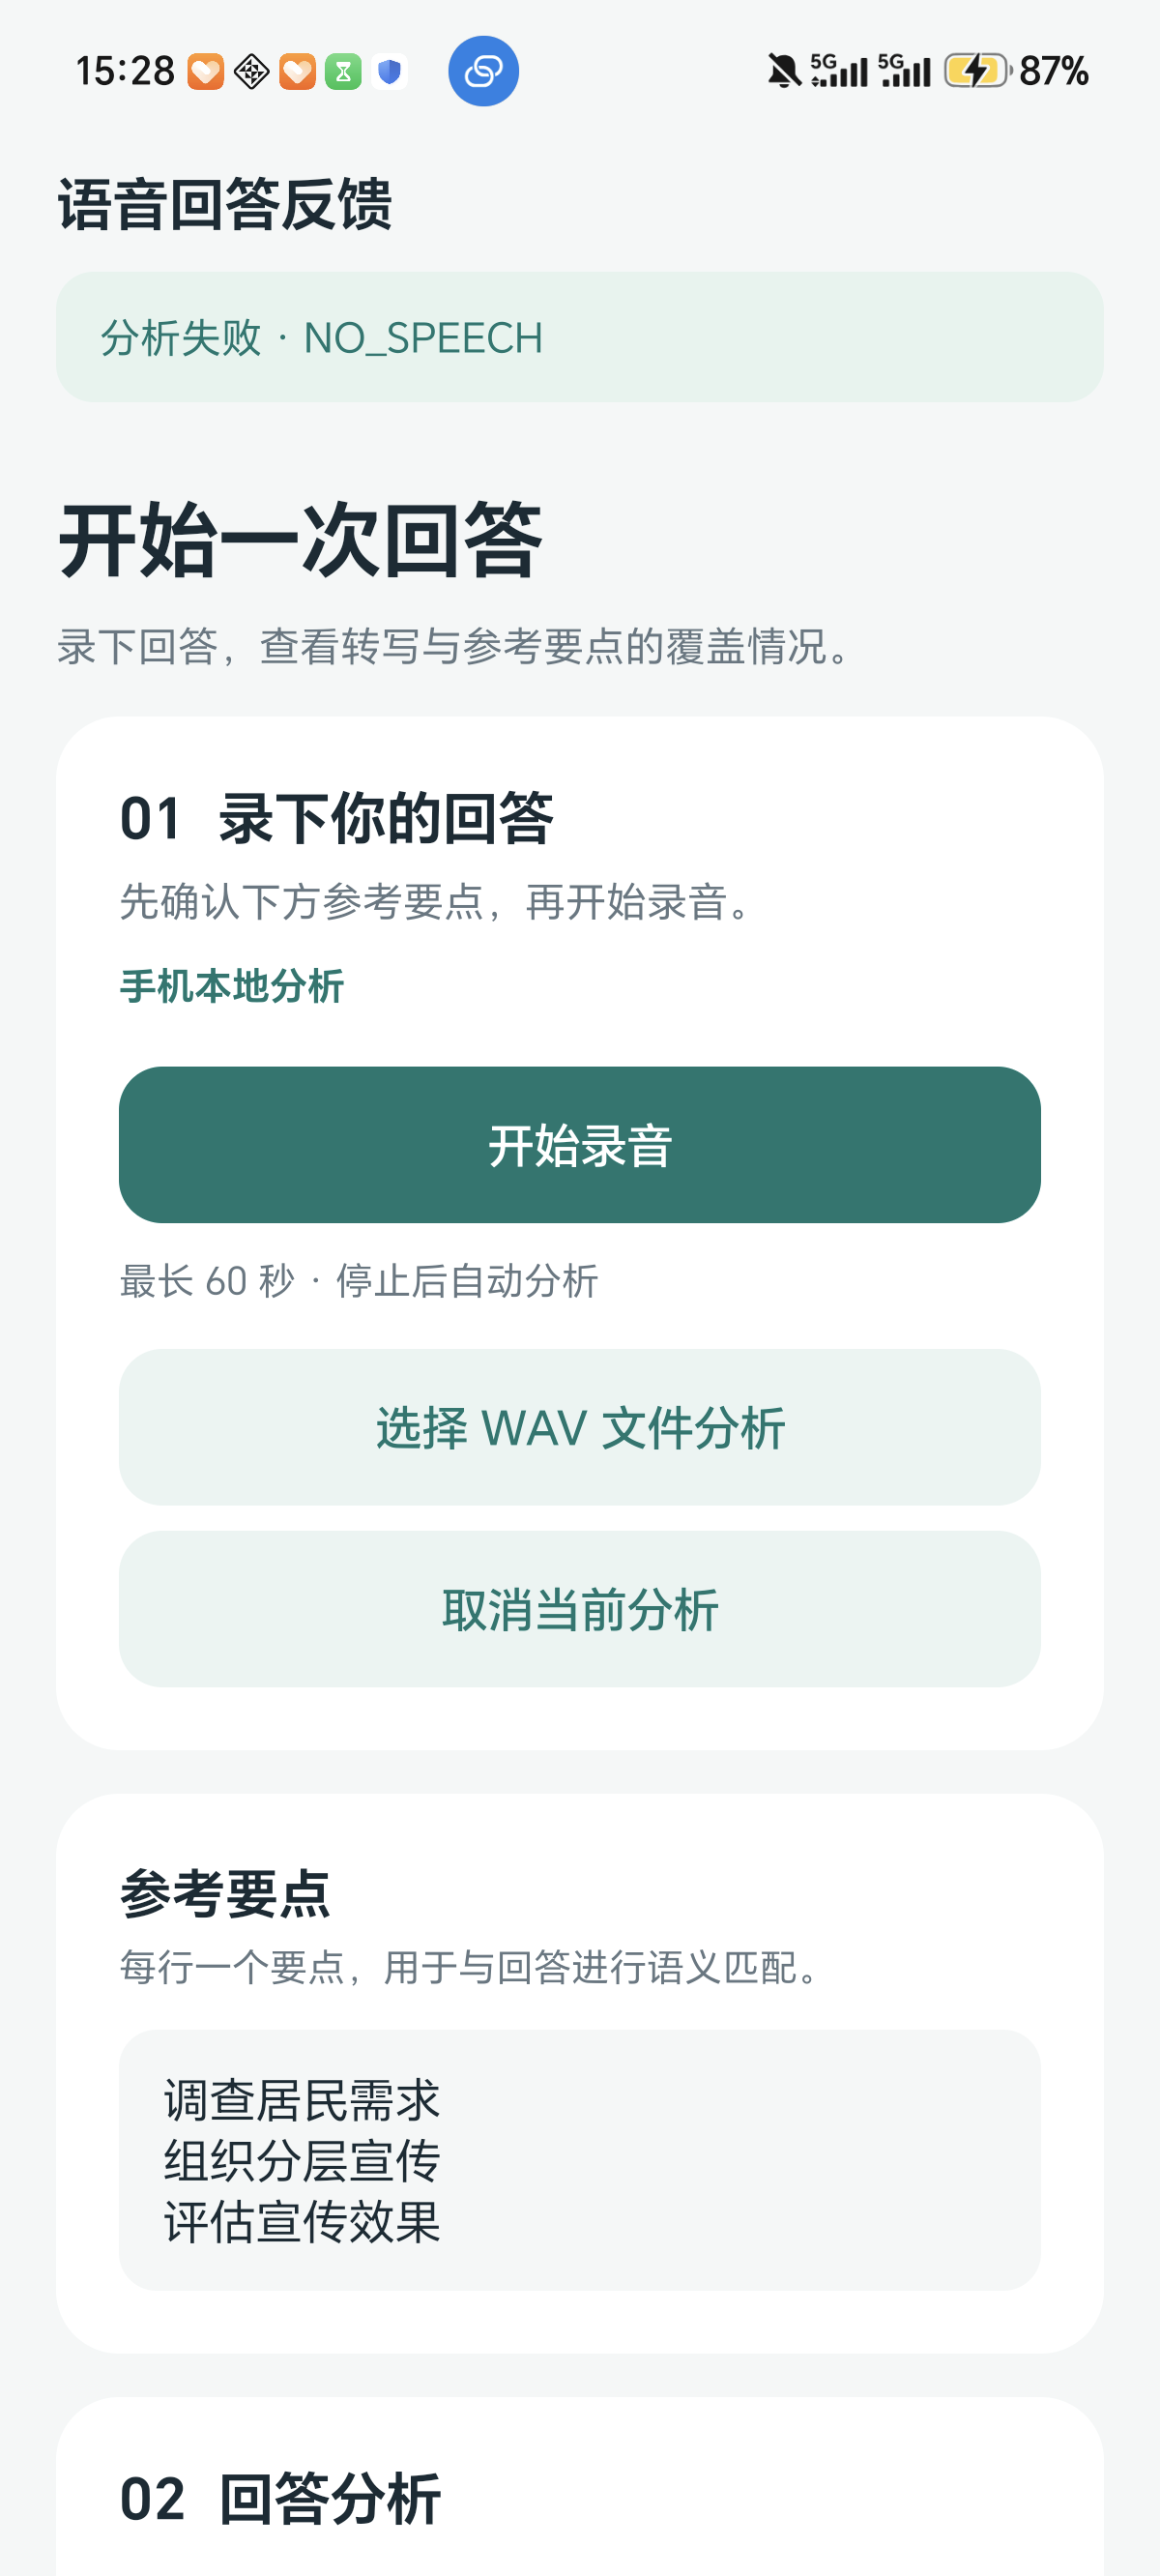 15:28
5G 5G 87%
语音回答反馈
分析失败 · NO_SPEECH
开始一次回答
录下回答，查看转写与参考要点的覆盖情况。
01 录下你的回答
先确认下方参考要点，再开始录音。
手机本地分析
开始录音
最长 60 秒 · 停止后自动分析
选择 WAV 文件分析
取消当前分析
参考要点
每行一个要点，用于与回答进行语义匹配。
调查居民需求
组织分层宣传
评估宣传效果
02 回答分析